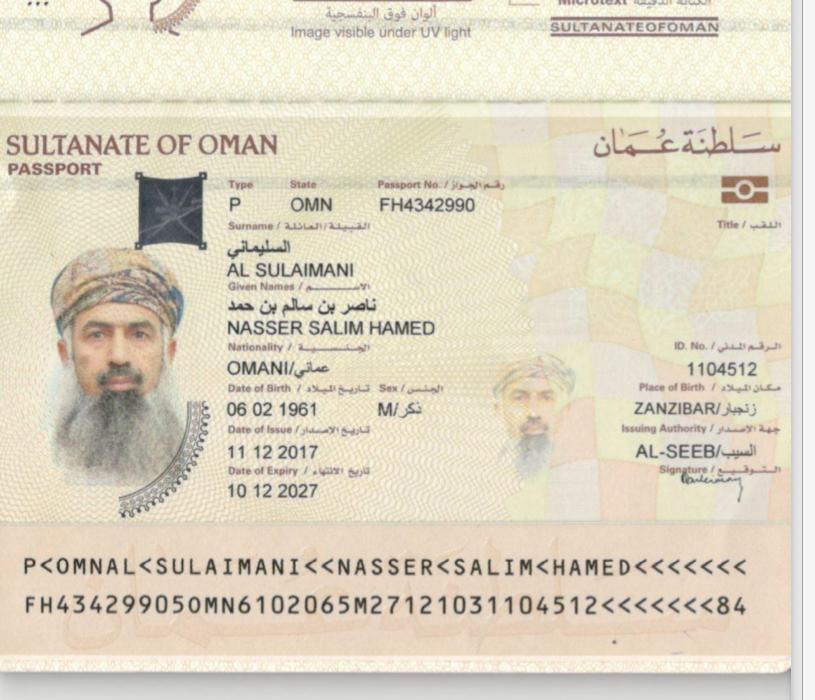 ألوان فوق البنفسجية
Image visible under UV light
Microtext الكتابة الدقيقة
SULTANATEOFOMAN
SULTANATE OF OMAN سلطنة عمان
PASSPORT
Type State Passport No. / رقم الجواز
P OMN FH4342990
Surname / القبيلة/العائلة Title / اللقب
السليماني
AL SULAIMANI
Given Names / الاسم
ناصر بن سالم بن حمد
NASSER SALIM HAMED
Nationality / الجنسية ID. No. / الرقم المدني
OMANI/عماني 1104512
Date of Birth / تاريخ الميلاد Sex / الجنس Place of Birth / مكان الميلاد
06 02 1961 M/ذكر ZANZIBAR/زنجبار
Date of Issue / تاريخ الإصدار Issuing Authority / جهة الإصدار
11 12 2017 AL-SEEB/السيب
Date of Expiry / تاريخ الانتهاء Signature / التوقيع
10 12 2027
P<OMNAL<SULAIMANI<<NASSER<SALIM<HAMED<<<<<<<
FH43429905OMN6102065M27121031104512<<<<<<<84